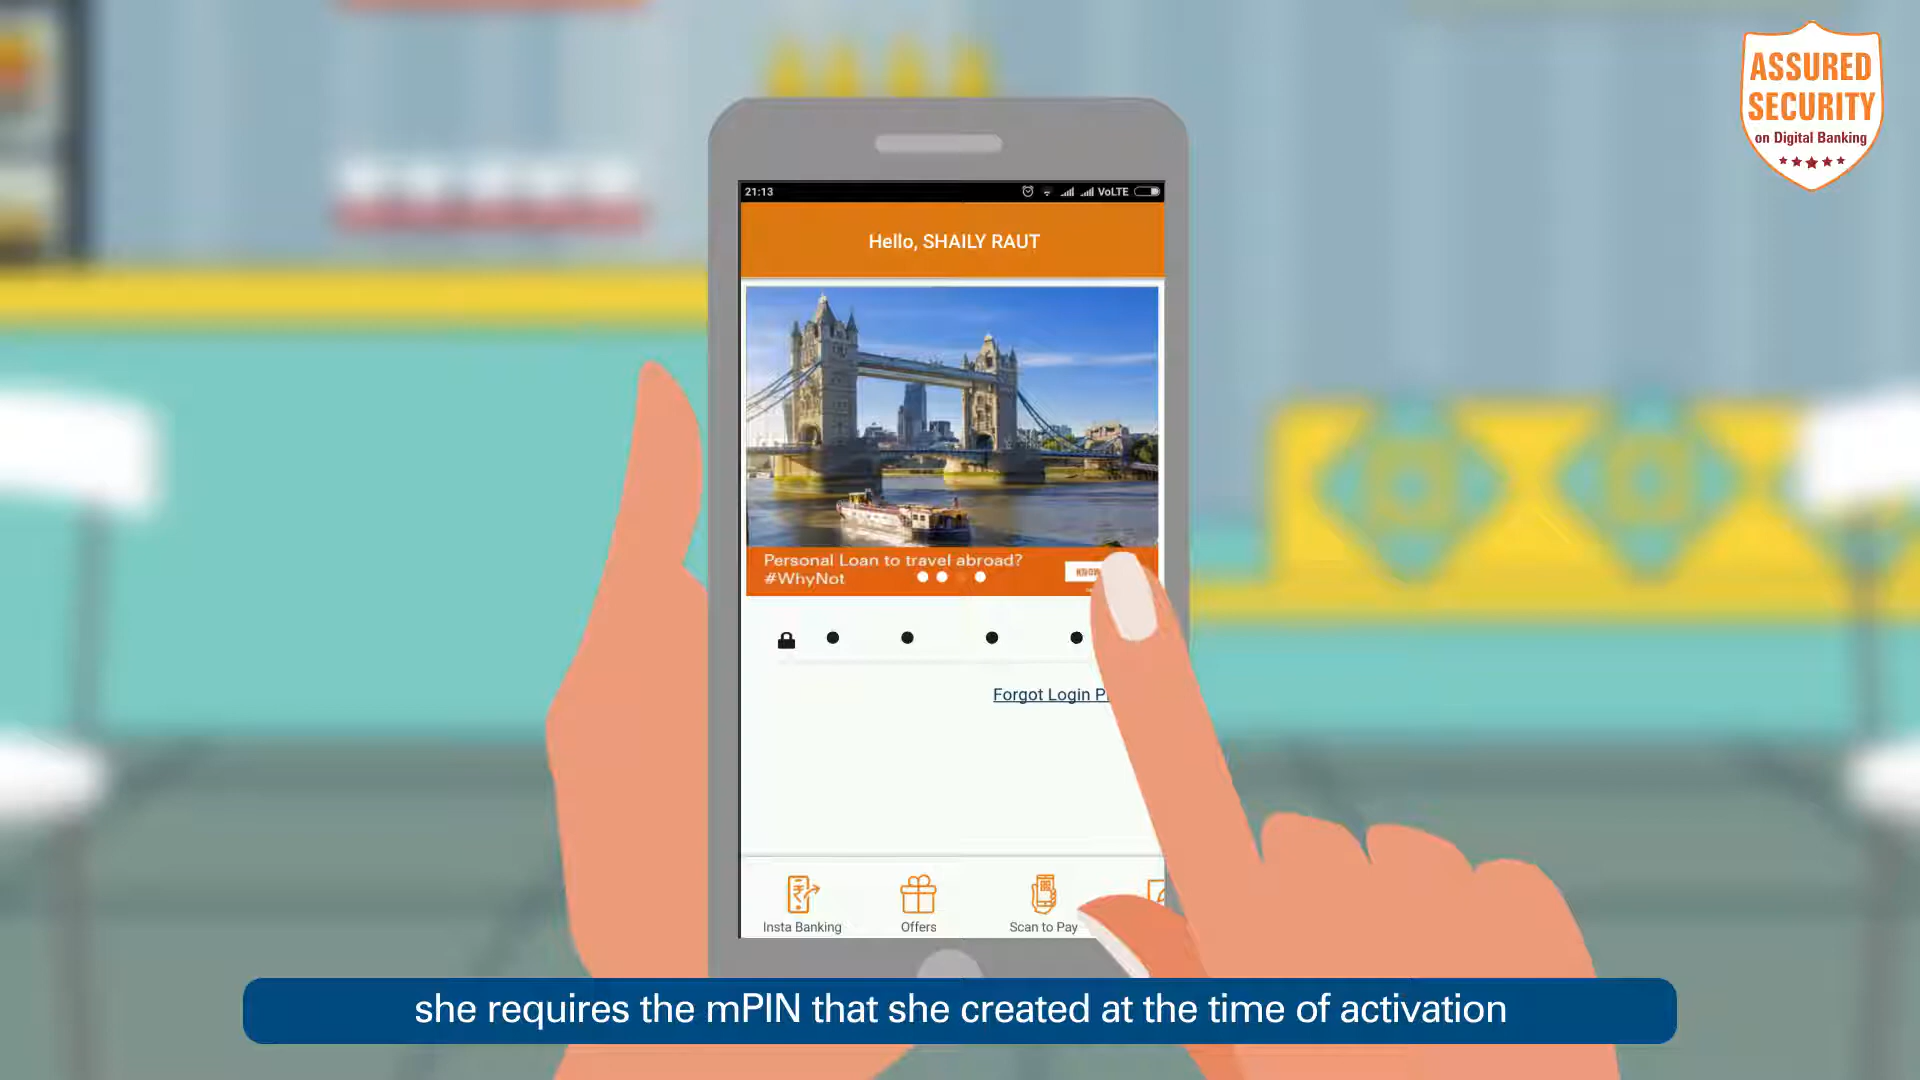 ASSURED
SECURITY
on Digital Banking
21:13
VoLTE
Hello, SHAILY RAUT
Personal Loan to travel abroad?
#WhyNot
Forgot Login
Insta Banking
Offers
Scan to Pay
she requires the mPIN that she created at the time of activation